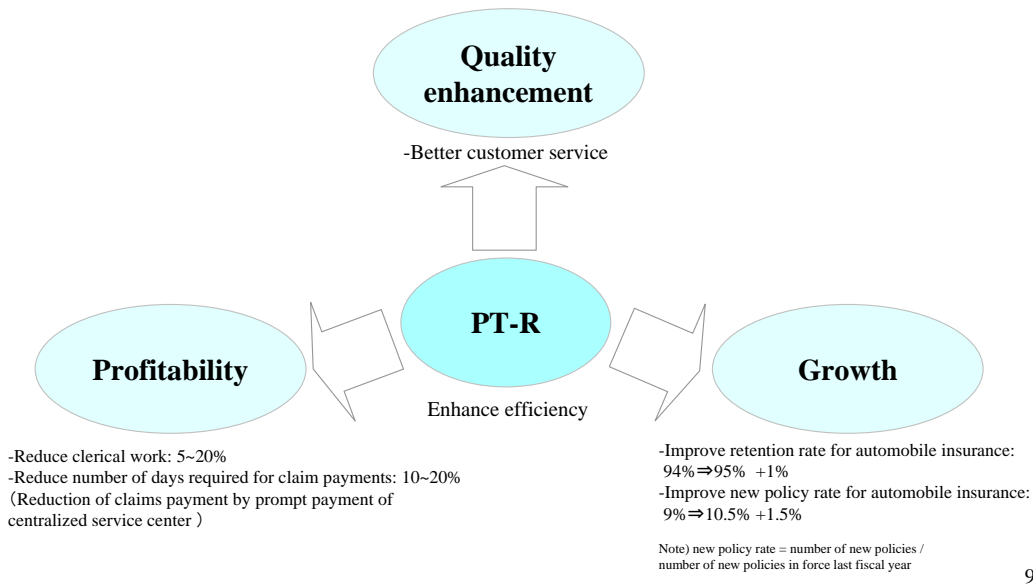 Quality
enhancement
-Better customer service
PT-R
Enhance efficiency
Profitability
-Reduce clerical work: 5~20%
-Reduce number of days required for claim payments: 10~20%
（Reduction of claims payment by prompt payment of
centralized service center ）
Growth
-Improve retention rate for automobile insurance:
94%⇒95% +1%
-Improve new policy rate for automobile insurance:
9%⇒10.5% +1.5%
Note) new policy rate = number of new policies /
number of new policies in force last fiscal year
9